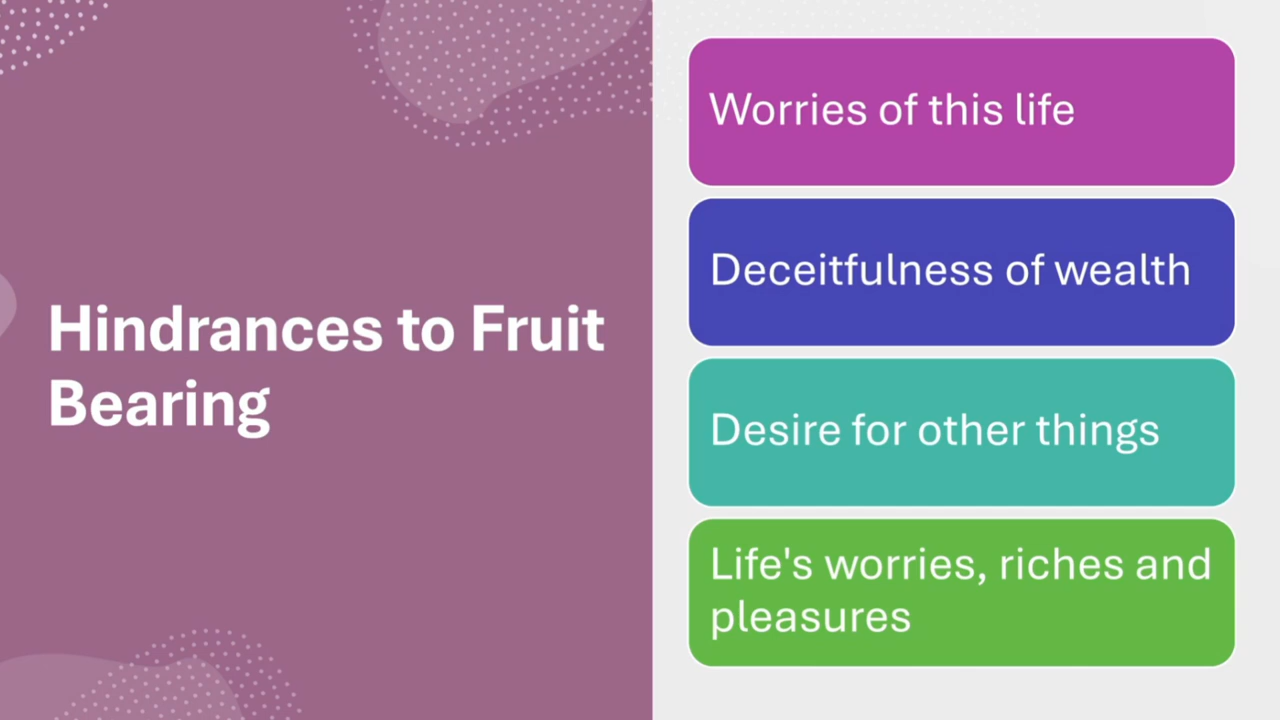 Hindrances to Fruit
Bearing
Worries of this life
Deceitfulness of wealth
Desire for other things
Life's worries, riches and
pleasures